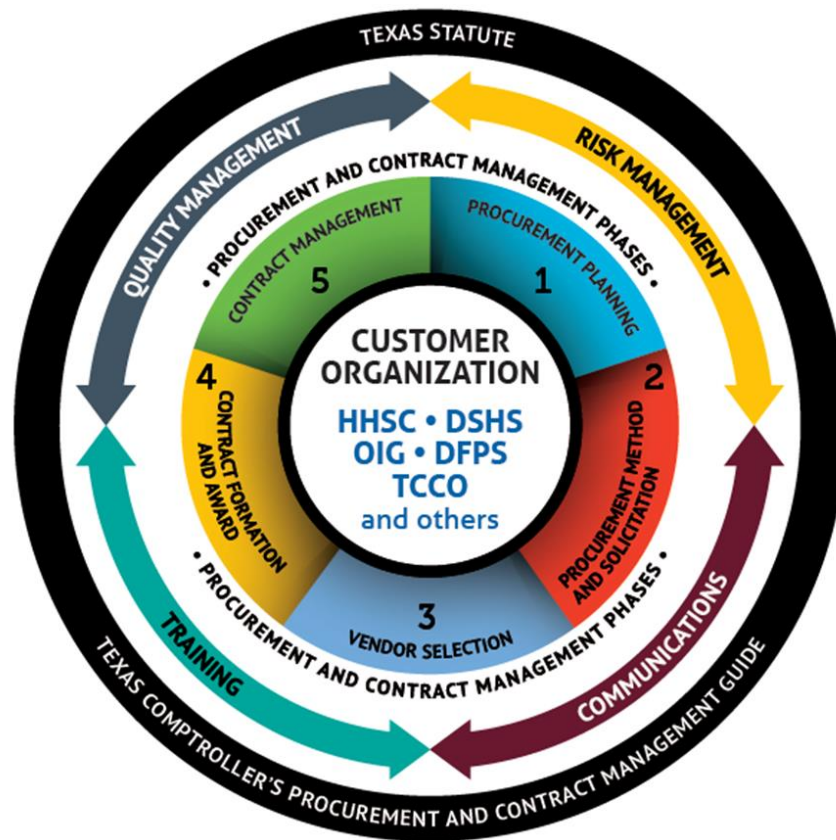 TEXAS STATUTE
QUALITY MANAGEMENT
RISK MANAGEMENT
• PROCUREMENT AND CONTRACT MANAGEMENT PHASES •
CONTRACT MANAGEMENT
5
PROCUREMENT PLANNING
1
CUSTOMER
ORGANIZATION
HHSC • DSHS
OIG • DFPS
TCCO
and others
4
CONTRACT FORMATION
AND AWARD
2
PROCUREMENT METHOD
AND SOLICITATION
3
VENDOR SELECTION
• PROCUREMENT AND CONTRACT MANAGEMENT PHASES •
TRAINING
COMMUNICATIONS
TEXAS COMPTROLLER'S PROCUREMENT AND CONTRACT MANAGEMENT GUIDE